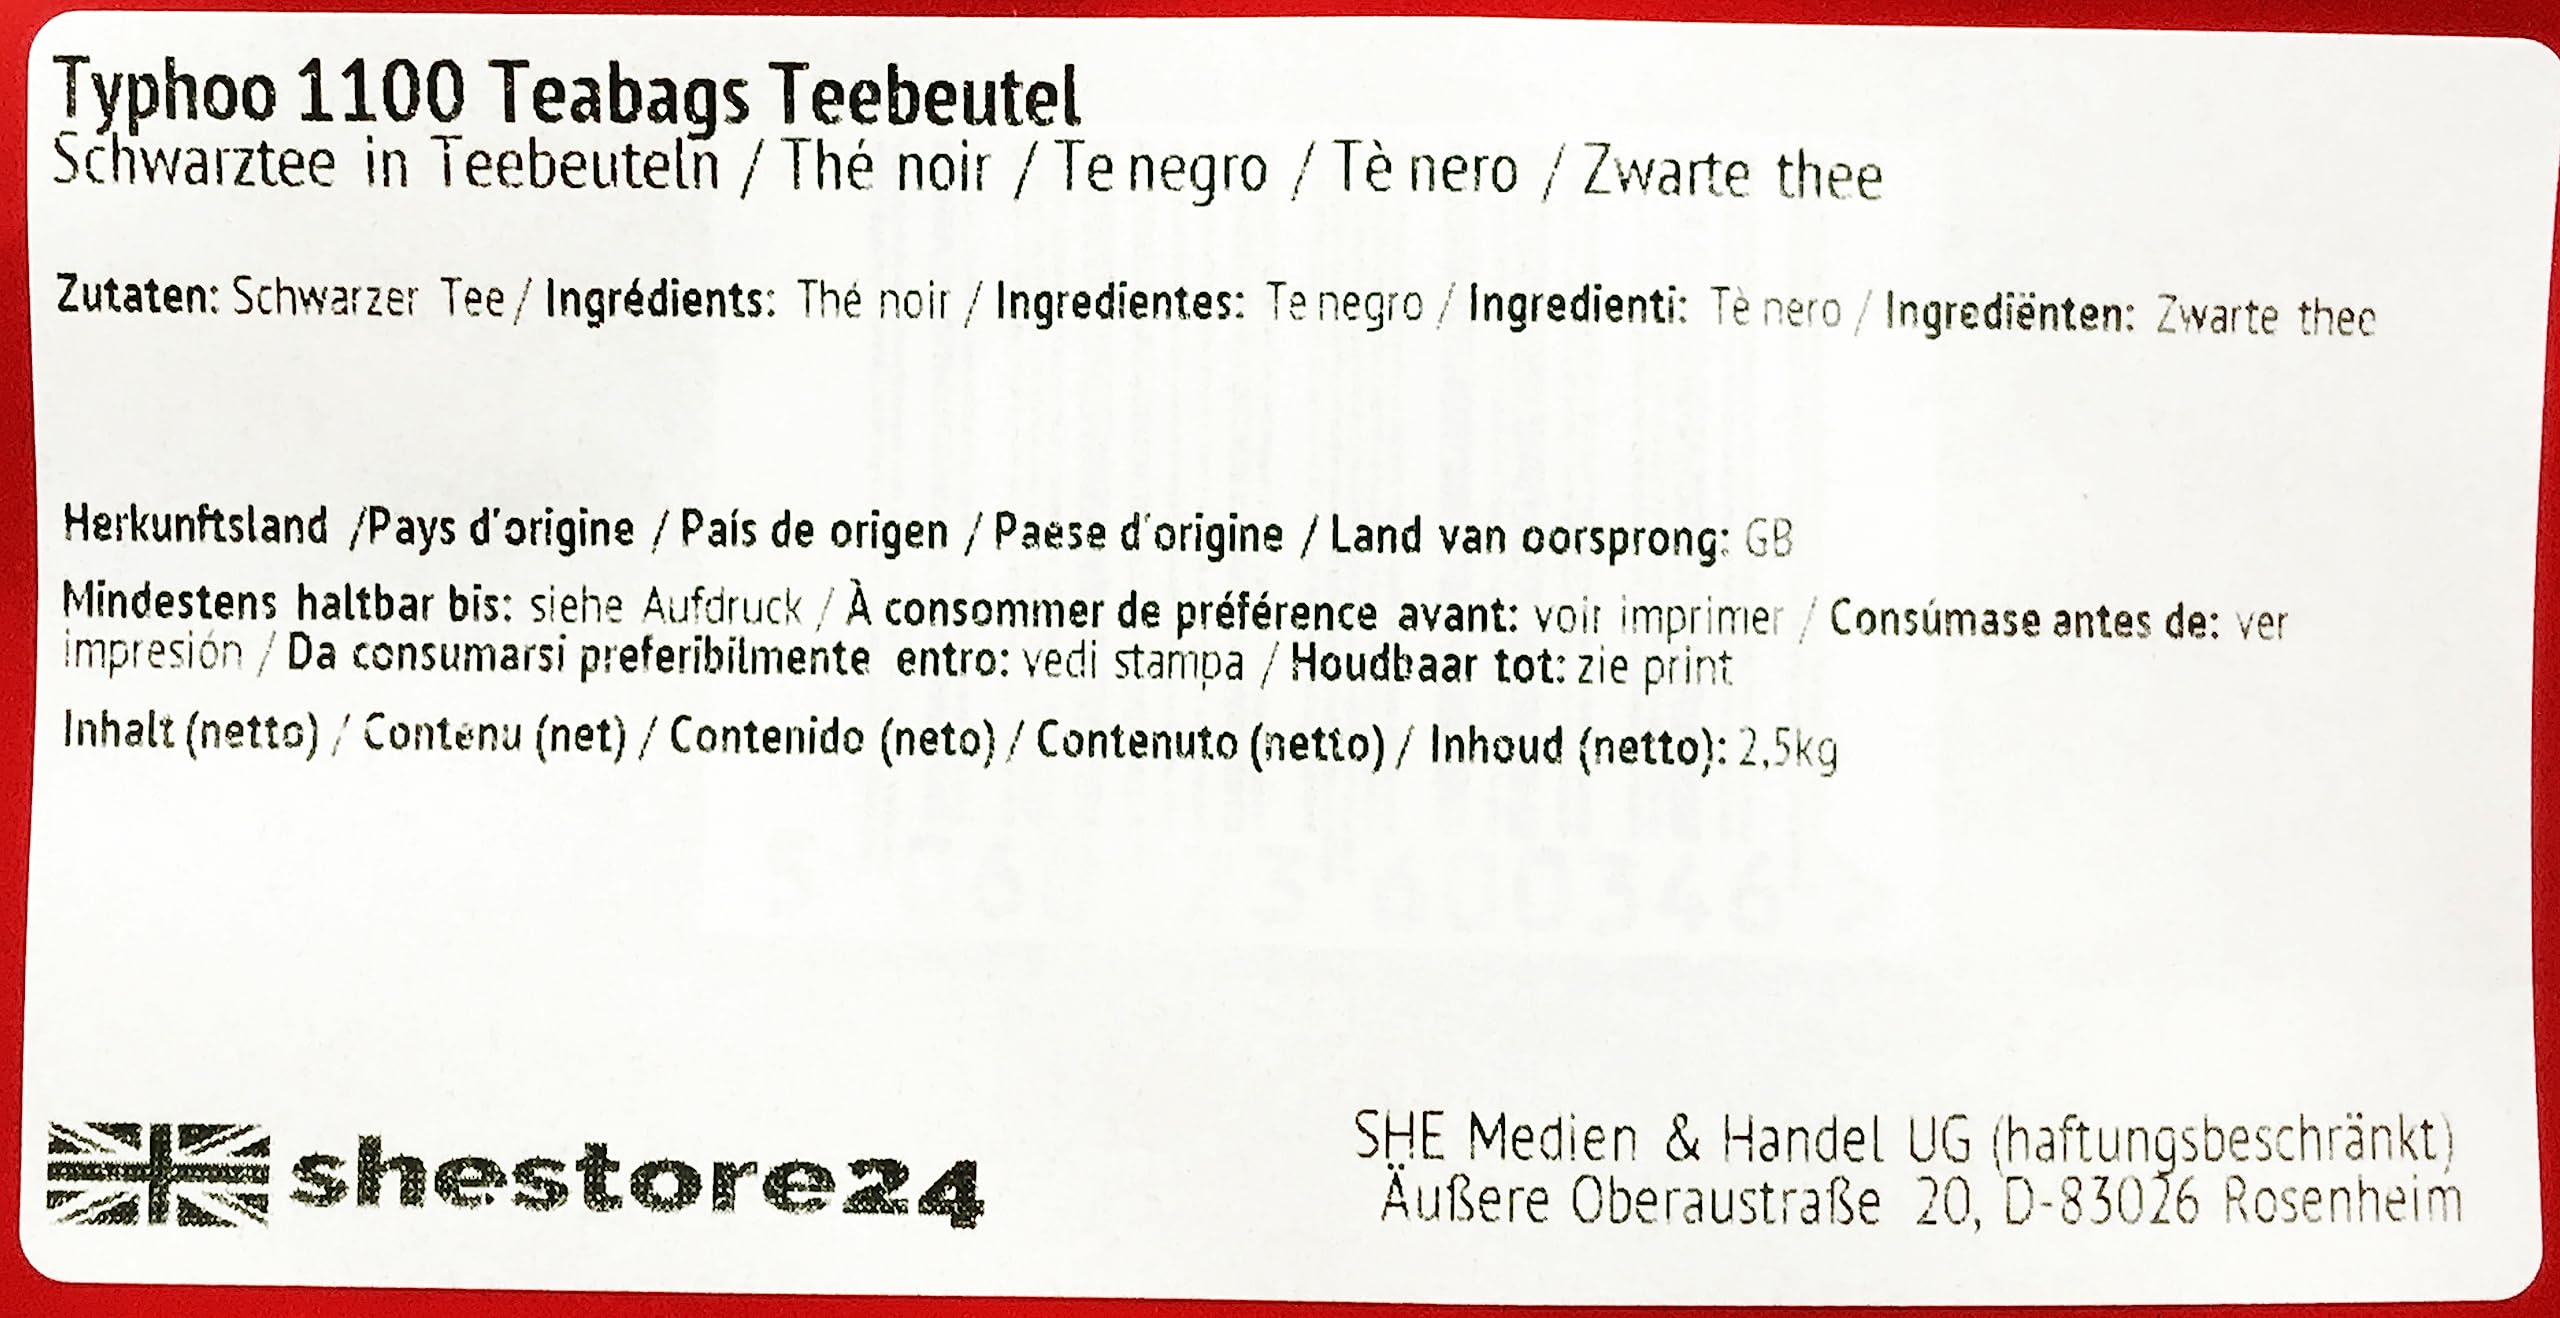 Typhoo 1100 Teabags Teebeutel
Schwarztee in Teebeuteln / Thé noir / Te negro / Tè nero / Zwarte thee
Zutaten: Schwarzer Tee / Ingrédients: Thé noir / Ingredientes: Te negro / Ingredienti: Tè nero / Ingrediënten: Zwarte thee
Herkunftsland /Pays d'origine / País de origen / Paese d'origine / Land van oorsprong: GB
Mindestens haltbar bis: siehe Aufdruck / À consommer de préférence avant: voir imprimer / Consúmase antes de: ver
impresión / Da consumarsi preferibilmente entro: vedi stampa / Houdbaar tot: zie print
Inhalt (netto) / Contenu (net) / Contenido (neto) / Contenuto (netto) / Inhoud (netto): 2,5kg
shestore24
SHE Medien & Handel UG (haftungsbeschränkt)
Äußere Oberaustraße 20, D-83026 Rosenheim